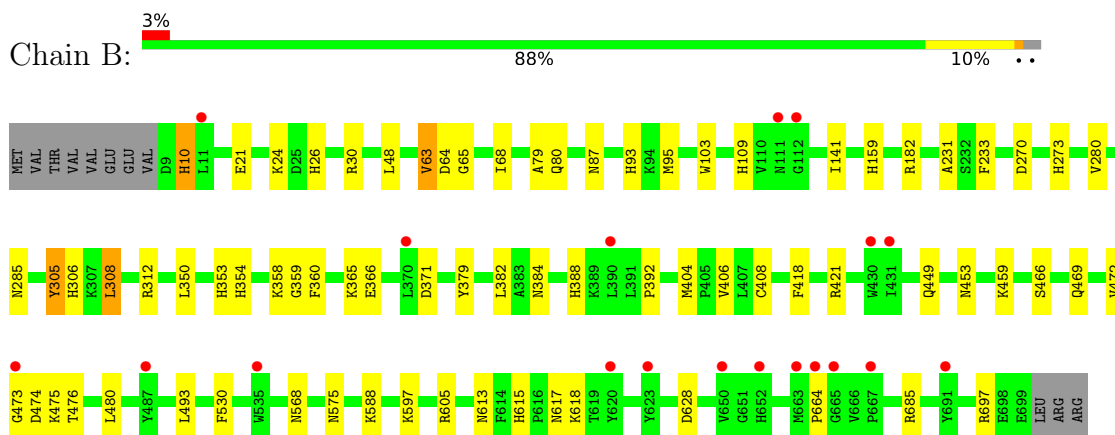 3%
Chain B:
88% 10% ••
MET VAL THR VAL VAL GLU GLU VAL D9 H10 L11 E21 K24 D25 H26 R30 L48 V63 D64 G65 I68 A79 Q80 N87 H93 K94 M95 W103 H109 V110 N111 G112 I141 H159 R182 A231 S232 F233 D270 H273 V280
N285 Y305 H306 K307 L308 R312 L350 H353 H354 K358 G359 F360 K365 E366 L370 D371 Y379 L382 A383 N384 H388 K389 L390 L391 P392 M404 P405 V406 L407 C408 F418 R421 W430 I431 Q449 N453 K459 S466 Q469
G473 D474 K475 T476 L480 Y487 L493 F530 W535 N568 N575 K588 K597 R605 N613 F614 H615 P616 N617 K618 T619 Y620 Y623 D628 V650 G651 H652 M663 P664 G665 V666 P667 R685 Y691 R697 E698 E699 LEU ARG ARG